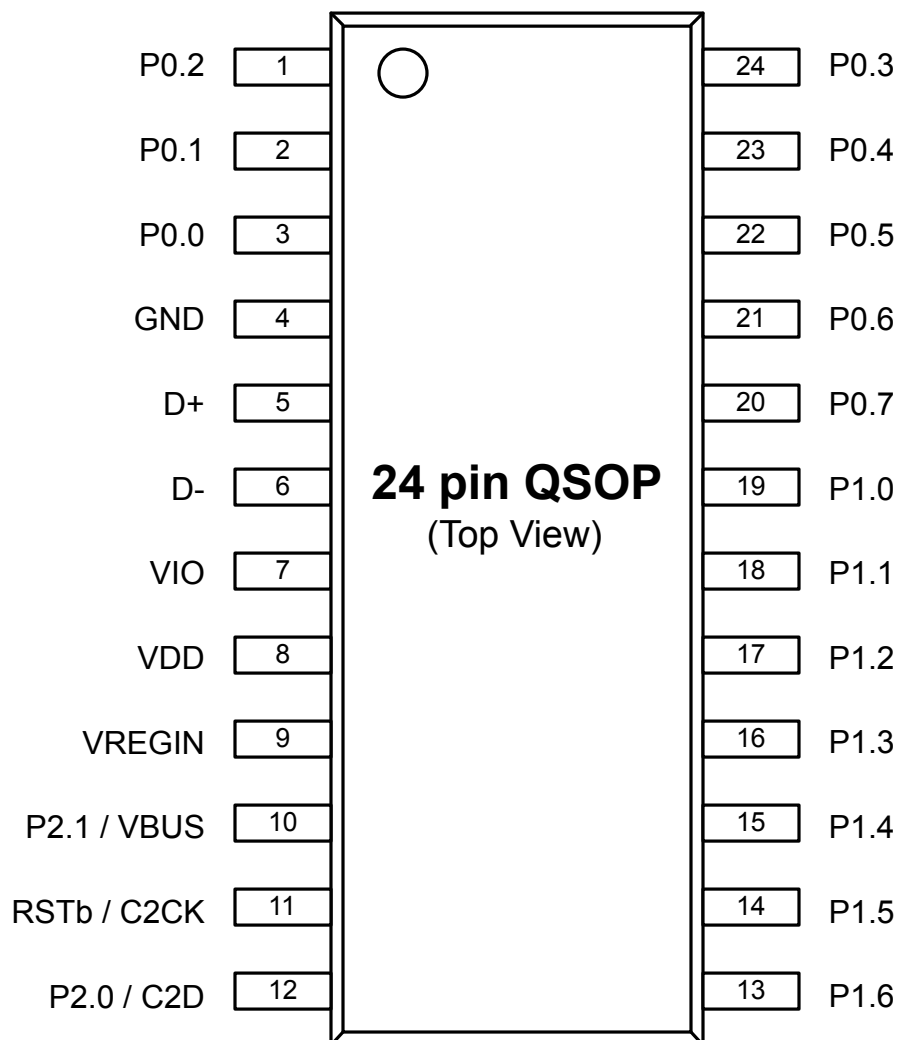 P0.2 1 24 P0.3
P0.1 2 23 P0.4
P0.0 3 22 P0.5
GND 4 21 P0.6
D+ 5 20 P0.7
D- 6 19 P1.0
24 pin QSOP
(Top View)
VIO 7 18 P1.1
VDD 8 17 P1.2
VREGIN 9 16 P1.3
P2.1 / VBUS 10 15 P1.4
RSTb / C2CK 11 14 P1.5
P2.0 / C2D 12 13 P1.6